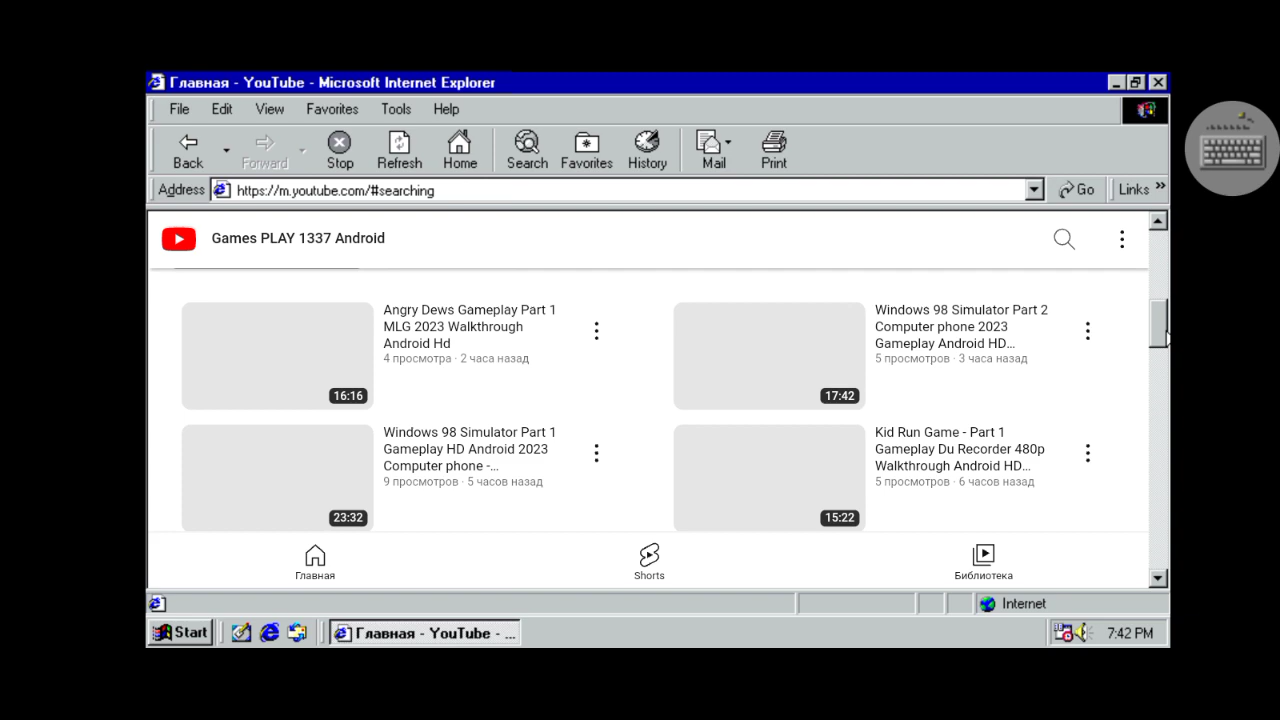 Главная - YouTube - Microsoft Internet Explorer
File Edit View Favorites Tools Help
Back Forward Stop Refresh Home Search Favorites History Mail Print
Address https://m.youtube.com/#searching Go Links »
Games PLAY 1337 Android
Angry Dews Gameplay Part 1
MLG 2023 Walkthrough
Android Hd
4 просмотра · 2 часа назад
16:16
Windows 98 Simulator Part 2
Computer phone 2023
Gameplay Android HD...
5 просмотров · 3 часа назад
17:42
Windows 98 Simulator Part 1
Gameplay HD Android 2023
Computer phone -...
9 просмотров · 5 часов назад
23:32
Kid Run Game - Part 1
Gameplay Du Recorder 480p
Walkthrough Android HD...
5 просмотров · 6 часов назад
15:22
Главная Shorts Библиотека
Internet
Start Главная - YouTube - ... 7:42 PM